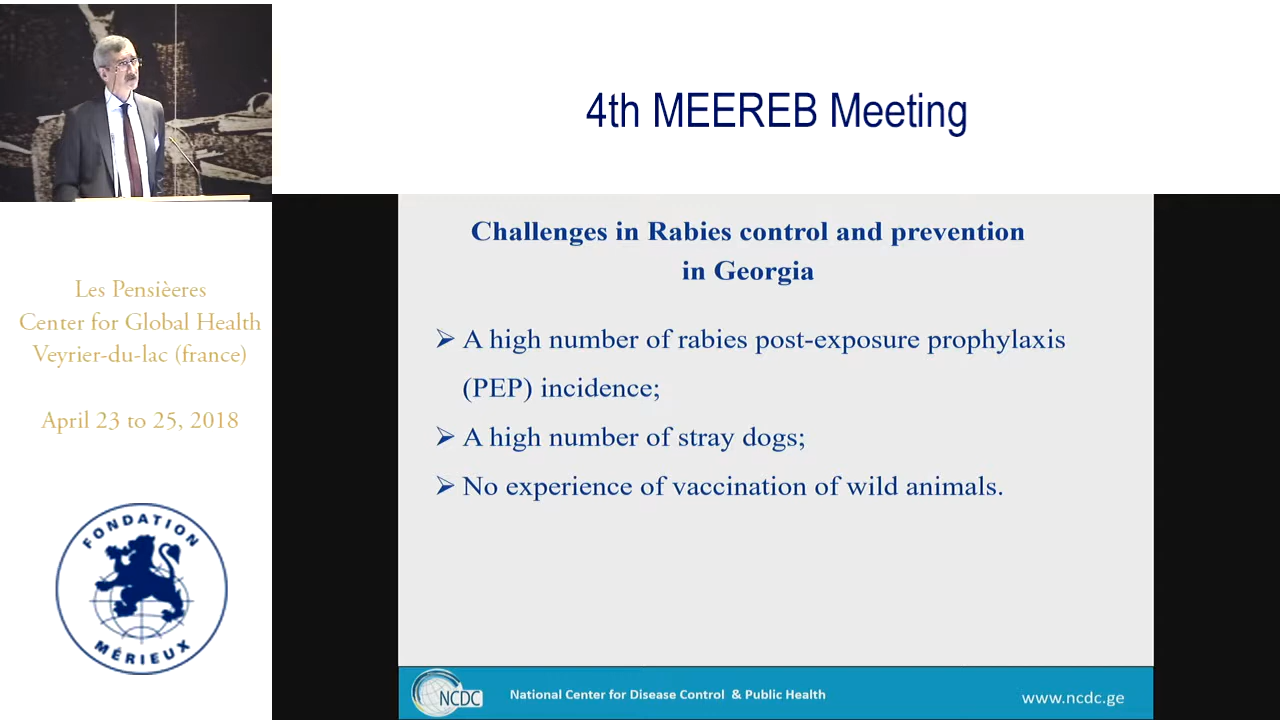 4th MEEREB Meeting
Les Pensièeres
Center for Global Health
Veyrier-du-lac (france)
April 23 to 25, 2018
FONDATION
MÉRIEUX
Challenges in Rabies control and prevention
in Georgia
➢ A high number of rabies post-exposure prophylaxis
(PEP) incidence;
➢ A high number of stray dogs;
➢ No experience of vaccination of wild animals.
NCDC
National Center for Disease Control & Public Health
www.ncdc.ge